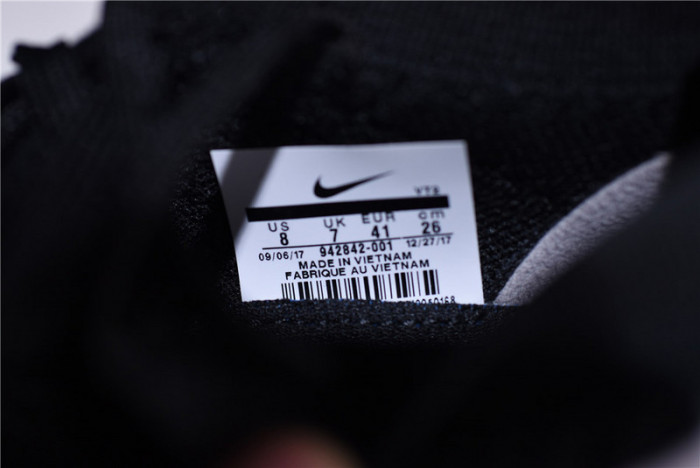 YT3
US UK EUR cm
8 7 41 26
09/06/17 942842-001 12/27/17
MADE IN VIETNAM
FABRIQUE AU VIETNAM